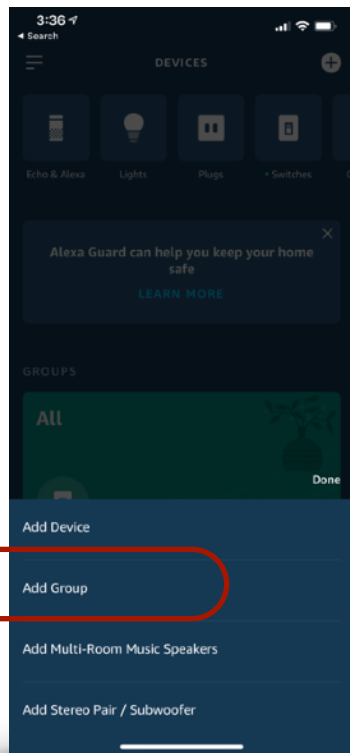 3:36
Search
DEVICES
Echo & Alexa Lights Plugs • Switches
Alexa Guard can help you keep your home
safe
LEARN MORE
GROUPS
All
Done
Add Device
Add Group
Add Multi-Room Music Speakers
Add Stereo Pair / Subwoofer